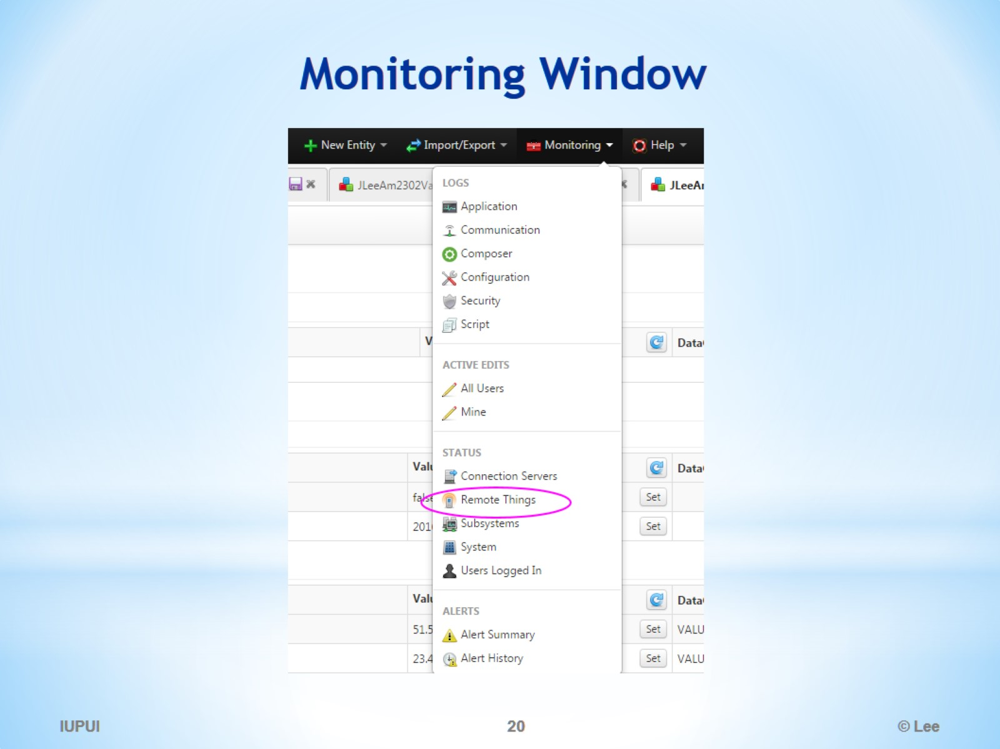 Monitoring Window
New Entity Import/Export Monitoring Help
JLeeAm2302Va JLeeAr
LOGS
Application
Communication
Composer
Configuration
Security
Script
V Data
ACTIVE EDITS
All Users
Mine
STATUS
Valu Data
Connection Servers
false Remote Things Set
201 Subsystems Set
System
Users Logged In
Valu Data
ALERTS
51.5 Alert Summary Set VALU
23.4 Alert History Set VALU
IUPUI 20 © Lee